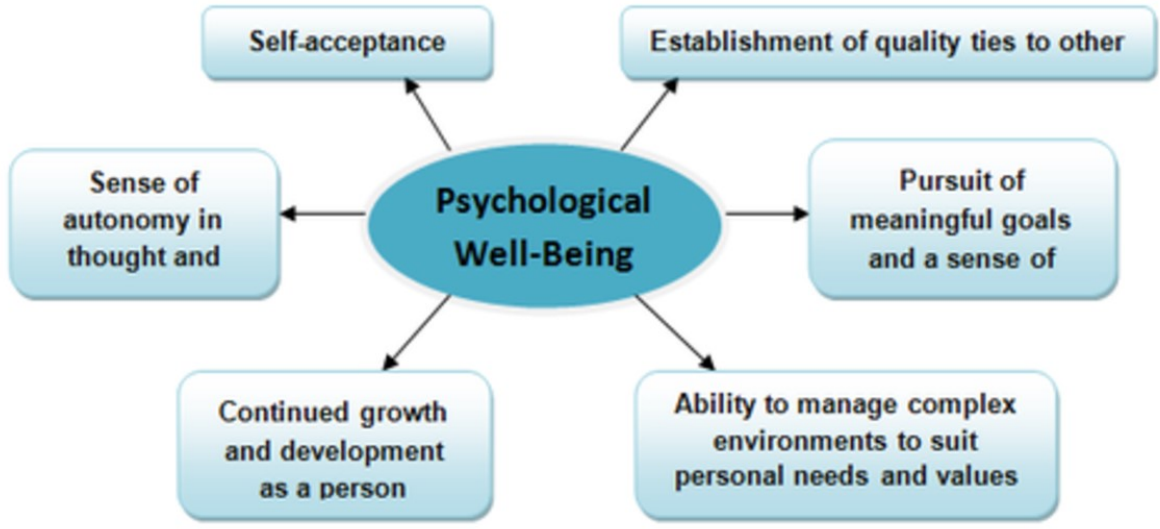 Self-acceptance
Establishment of quality ties to other
Sense of
autonomy in
thought and
Psychological
Well-Being
Pursuit of
meaningful goals
and a sense of
Continued growth
and development
as a person
Ability to manage complex
environments to suit
personal needs and values